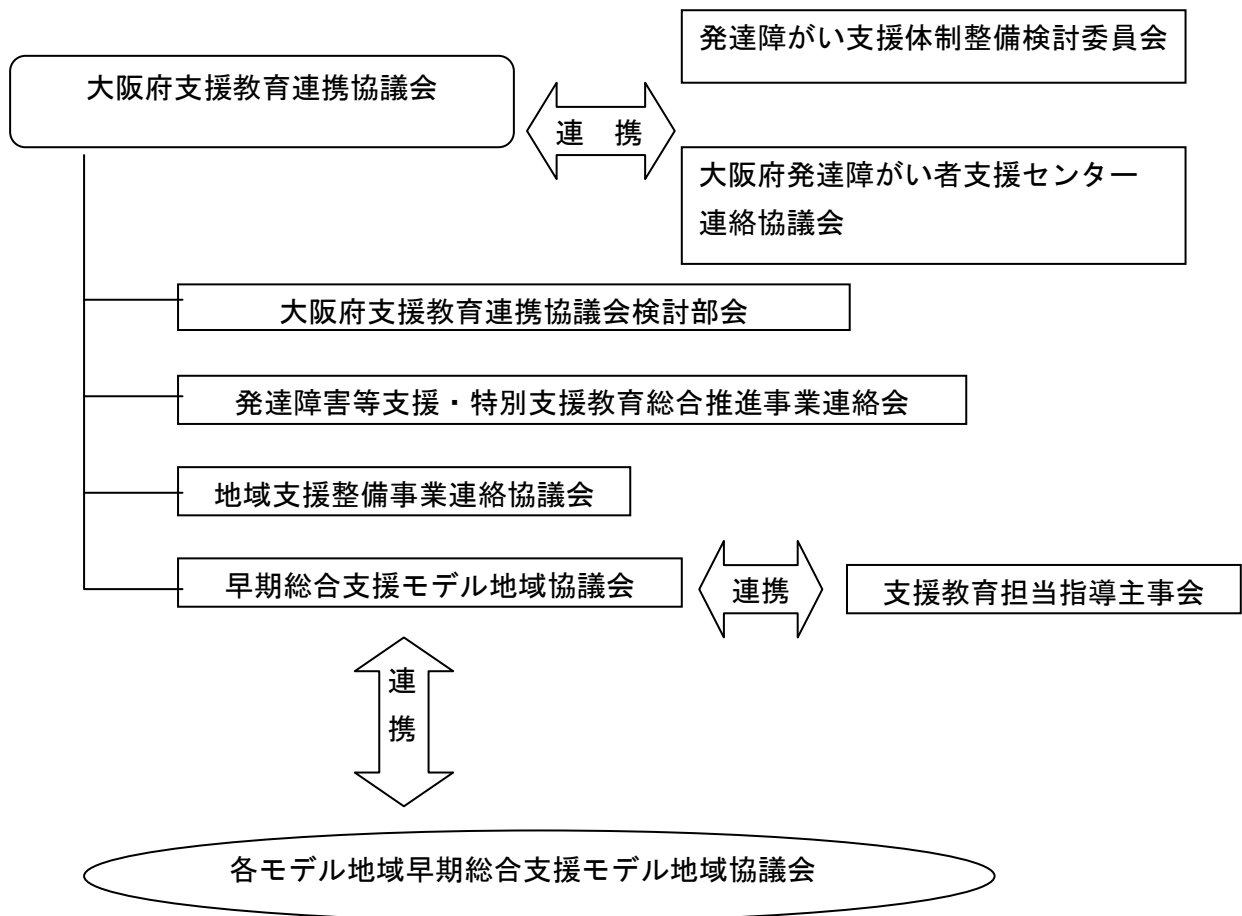 発達障がい支援体制整備検討委員会
大阪府支援教育連携協議会
連 携
大阪府発達障がい者支援センター
連絡協議会
大阪府支援教育連携協議会検討部会
発達障害等支援・特別支援教育総合推進事業連絡会
地域支援整備事業連絡協議会
早期総合支援モデル地域協議会
連携
支援教育担当指導主事会
連
携
各モデル地域早期総合支援モデル地域協議会